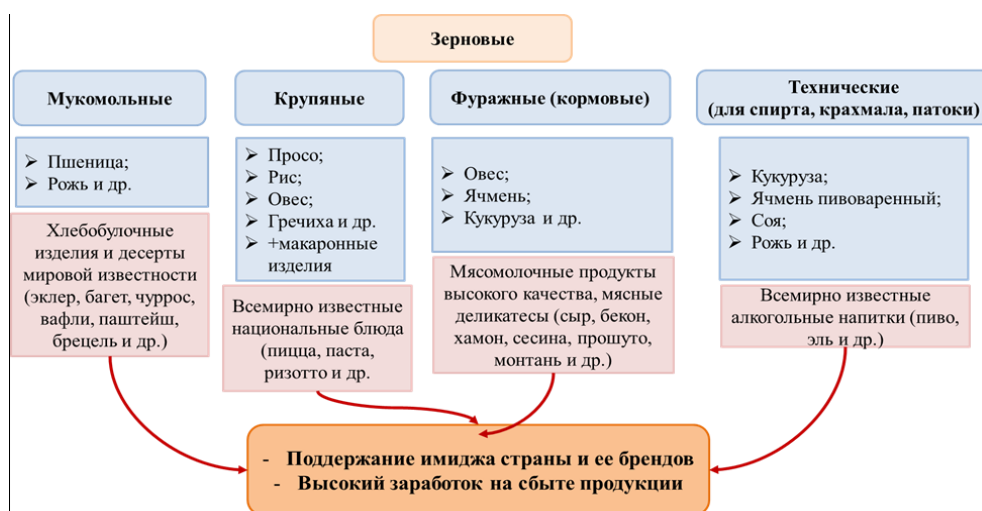 Зерновые
Мукомольные
➢ Пшеница;
➢ Рожь и др.
Хлебобулочные
изделия и десерты
мировой известности
(эклер, багет, чуррос,
вафли, паштейш,
брецель и др.)
Крупяные
➢ Просо;
➢ Рис;
➢ Овес;
➢ Гречиха и др.
➢ +макаронные
изделия
Всемирно известные
национальные блюда
(пицца, паста,
ризотто и др.
Фуражные (кормовые)
➢ Овес;
➢ Ячмень;
➢ Кукуруза и др.
Мясомолочные продукты
высокого качества, мясные
деликатесы (сыр, бекон,
хамон, сесина, прошуто,
монтань и др.)
Технические
(для спирта, крахмала, патоки)
➢ Кукуруза;
➢ Ячмень пивоваренный;
➢ Соя;
➢ Рожь и др.
Всемирно известные
алкогольные напитки (пиво,
эль и др.)
- Поддержание имиджа страны и ее брендов
- Высокий заработок на сбыте продукции